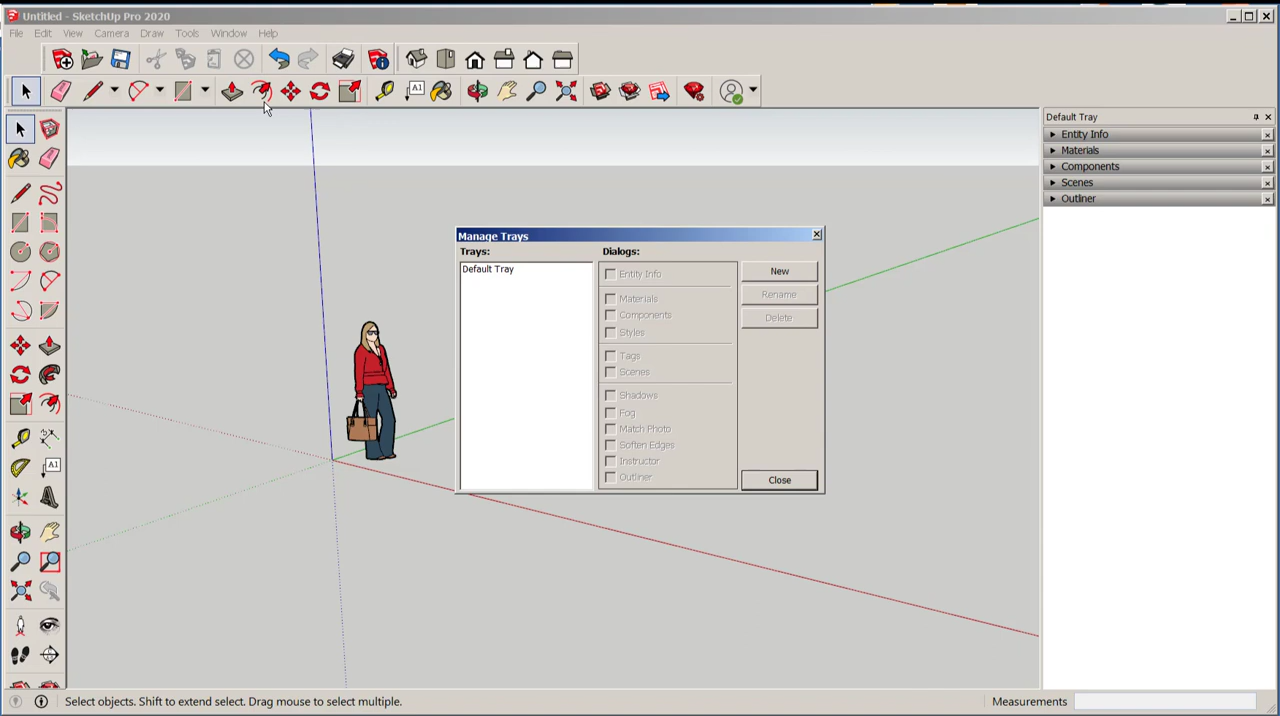 Untitled - SketchUp Pro 2020
File Edit View Camera Draw Tools Window Help
A1
Default Tray
Entity Info
Materials
Components
Scenes
Outliner
Manage Trays
Trays:
Dialogs:
Default Tray
Entity Info
Materials
Components
Styles
Tags
Scenes
Shadows
Fog
Match Photo
Soften Edges
Instructor
Outliner
New
Rename
Delete
Close
A1
Select objects. Shift to extend select. Drag mouse to select multiple.
Measurements